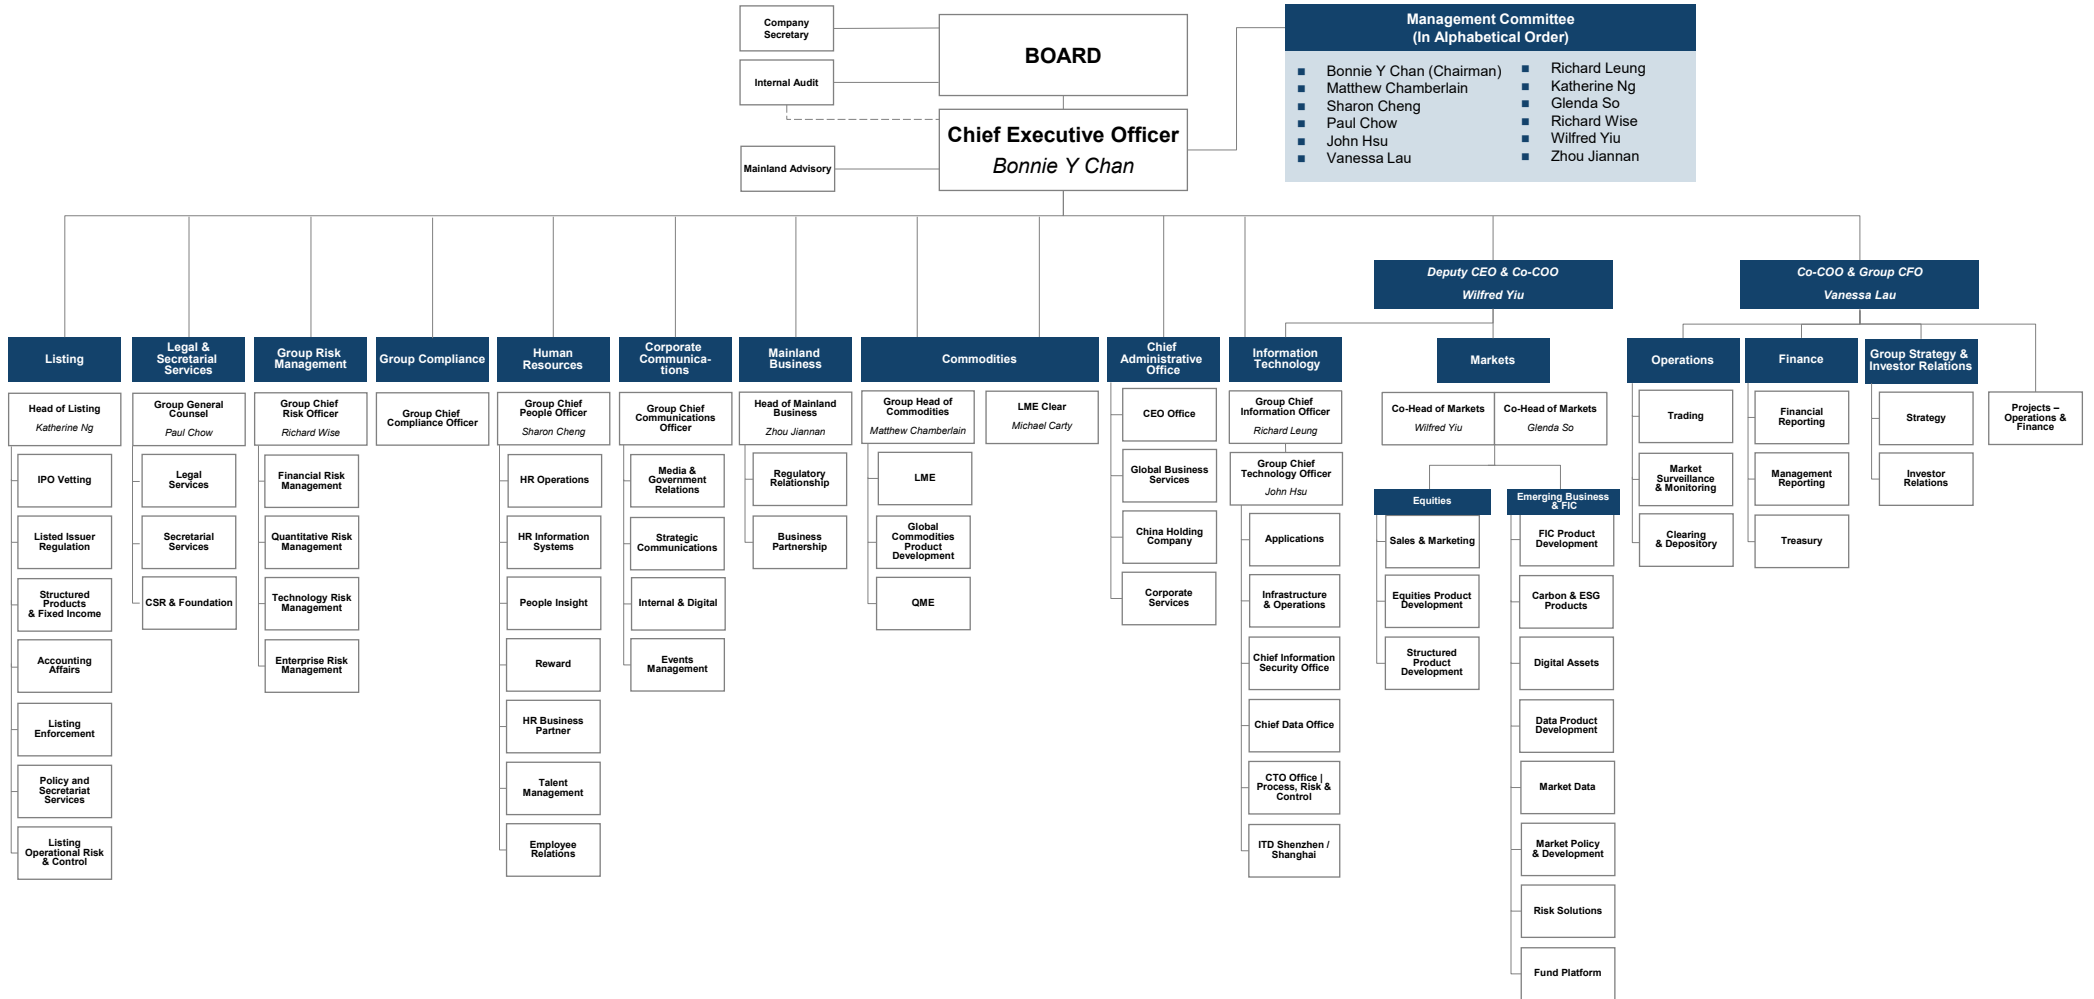 Company
Secretary
Internal Audit
Mainland Advisory
BOARD
Chief Executive Officer
Bonnie Y Chan
Management Committee
(In Alphabetical Order)
■ Bonnie Y Chan (Chairman)
■ Matthew Chamberlain
■ Sharon Cheng
■ Paul Chow
■ John Hsu
■ Vanessa Lau
■ Richard Leung
■ Katherine Ng
■ Glenda So
■ Richard Wise
■ Wilfred Yiu
■ Zhou Jiannan
Deputy CEO & Co-COO
Wilfred Yiu
Co-COO & Group CFO
Vanessa Lau
Listing
Head of Listing
Katherine Ng
IPO Vetting
Listed Issuer
Regulation
Structured
Products
& Fixed Income
Accounting
Affairs
Listing
Enforcement
Policy and
Secretariat
Services
Listing
Operational Risk
& Control
Legal &
Secretarial
Services
Group General
Counsel
Paul Chow
Legal
Services
Secretarial
Services
CSR & Foundation
Group Risk
Management
Group Chief
Risk Officer
Richard Wise
Financial Risk
Management
Quantitative Risk
Management
Technology Risk
Management
Enterprise Risk
Management
Group Compliance
Group Chief
Compliance Officer
Human
Resources
Group Chief
People Officer
Sharon Cheng
HR Operations
HR Information
Systems
People Insight
Reward
HR Business
Partner
Talent
Management
Employee
Relations
Corporate
Communica-
tions
Group Chief
Communications
Officer
Media &
Government
Relations
Strategic
Communications
Internal & Digital
Events
Management
Mainland
Business
Head of Mainland
Business
Zhou Jiannan
Regulatory
Relationship
Business
Partnership
Commodities
Group Head of
Commodities
Matthew Chamberlain
LME
Global
Commodities
Product
Development
QME
LME Clear
Michael Carty
Chief
Administrative
Office
CEO Office
Global Business
Services
China Holding
Company
Corporate
Services
Information
Technology
Group Chief
Information Officer
Richard Leung
Group Chief
Technology Officer
John Hsu
Applications
Infrastructure
& Operations
Chief Information
Security Office
Chief Data Office
CTO Office |
Process, Risk &
Control
ITD Shenzhen /
Shanghai
Markets
Co-Head of Markets
Wilfred Yiu
Co-Head of Markets
Glenda So
Equities
Sales & Marketing
Equities Product
Development
Structured
Product
Development
Emerging Business
& FIC
FIC Product
Development
Carbon & ESG
Products
Digital Assets
Data Product
Development
Market Data
Market Policy
& Development
Risk Solutions
Fund Platform
Operations
Trading
Market
Surveillance
& Monitoring
Clearing
& Depository
Finance
Financial
Reporting
Management
Reporting
Treasury
Group Strategy &
Investor Relations
Strategy
Investor
Relations
Projects –
Operations &
Finance